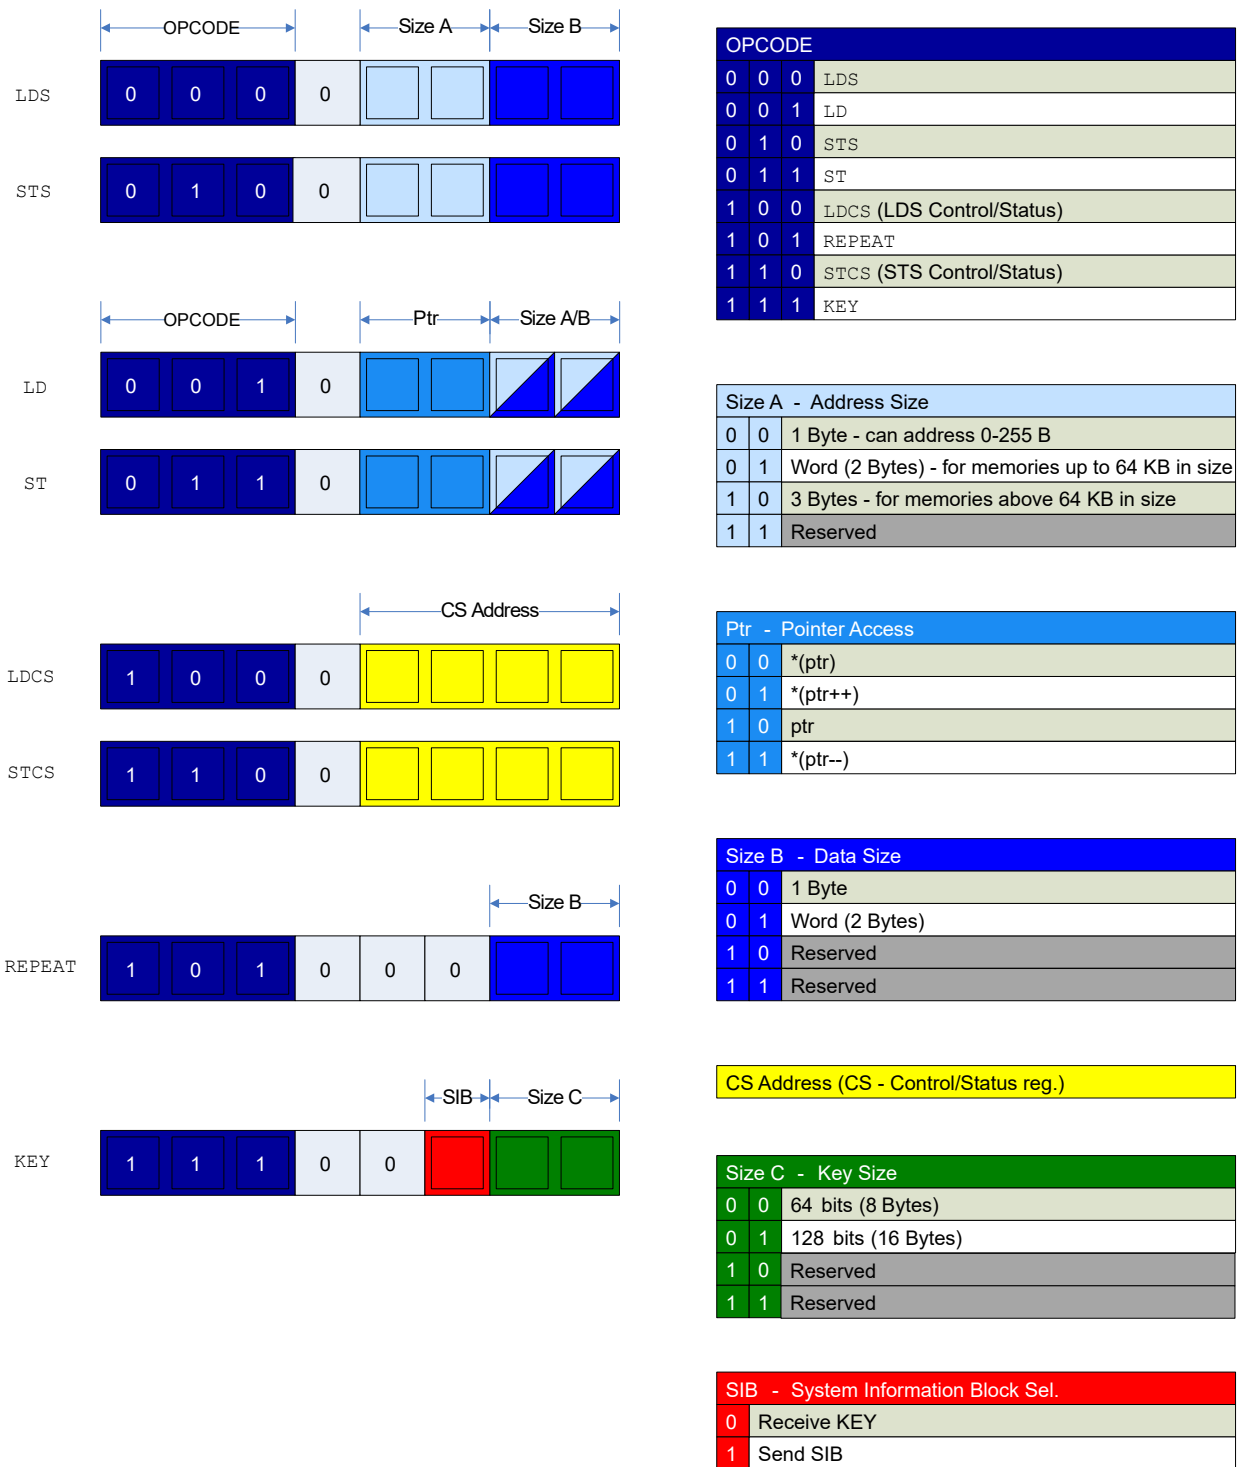 OPCODE Size A Size B
LDS 0 0 0 0
STS 0 1 0 0
OPCODE Ptr Size A/B
LD 0 0 1 0
ST 0 1 1 0
CS Address
LDCS 1 0 0 0
STCS 1 1 0 0
Size B
REPEAT 1 0 1 0 0 0
SIB Size C
KEY 1 1 1 0 0
OPCODE
0 0 0 LDS
0 0 1 LD
0 1 0 STS
0 1 1 ST
1 0 0 LDCS (LDS Control/Status)
1 0 1 REPEAT
1 1 0 STCS (STS Control/Status)
1 1 1 KEY
Size A - Address Size
0 0 1 Byte - can address 0-255 B
0 1 Word (2 Bytes) - for memories up to 64 KB in size
1 0 3 Bytes - for memories above 64 KB in size
1 1 Reserved
Ptr - Pointer Access
0 0 *(ptr)
0 1 *(ptr++)
1 0 ptr
1 1 *(ptr--)
Size B - Data Size
0 0 1 Byte
0 1 Word (2 Bytes)
1 0 Reserved
1 1 Reserved
CS Address (CS - Control/Status reg.)
Size C - Key Size
0 0 64 bits (8 Bytes)
0 1 128 bits (16 Bytes)
1 0 Reserved
1 1 Reserved
SIB - System Information Block Sel.
0 Receive KEY
1 Send SIB